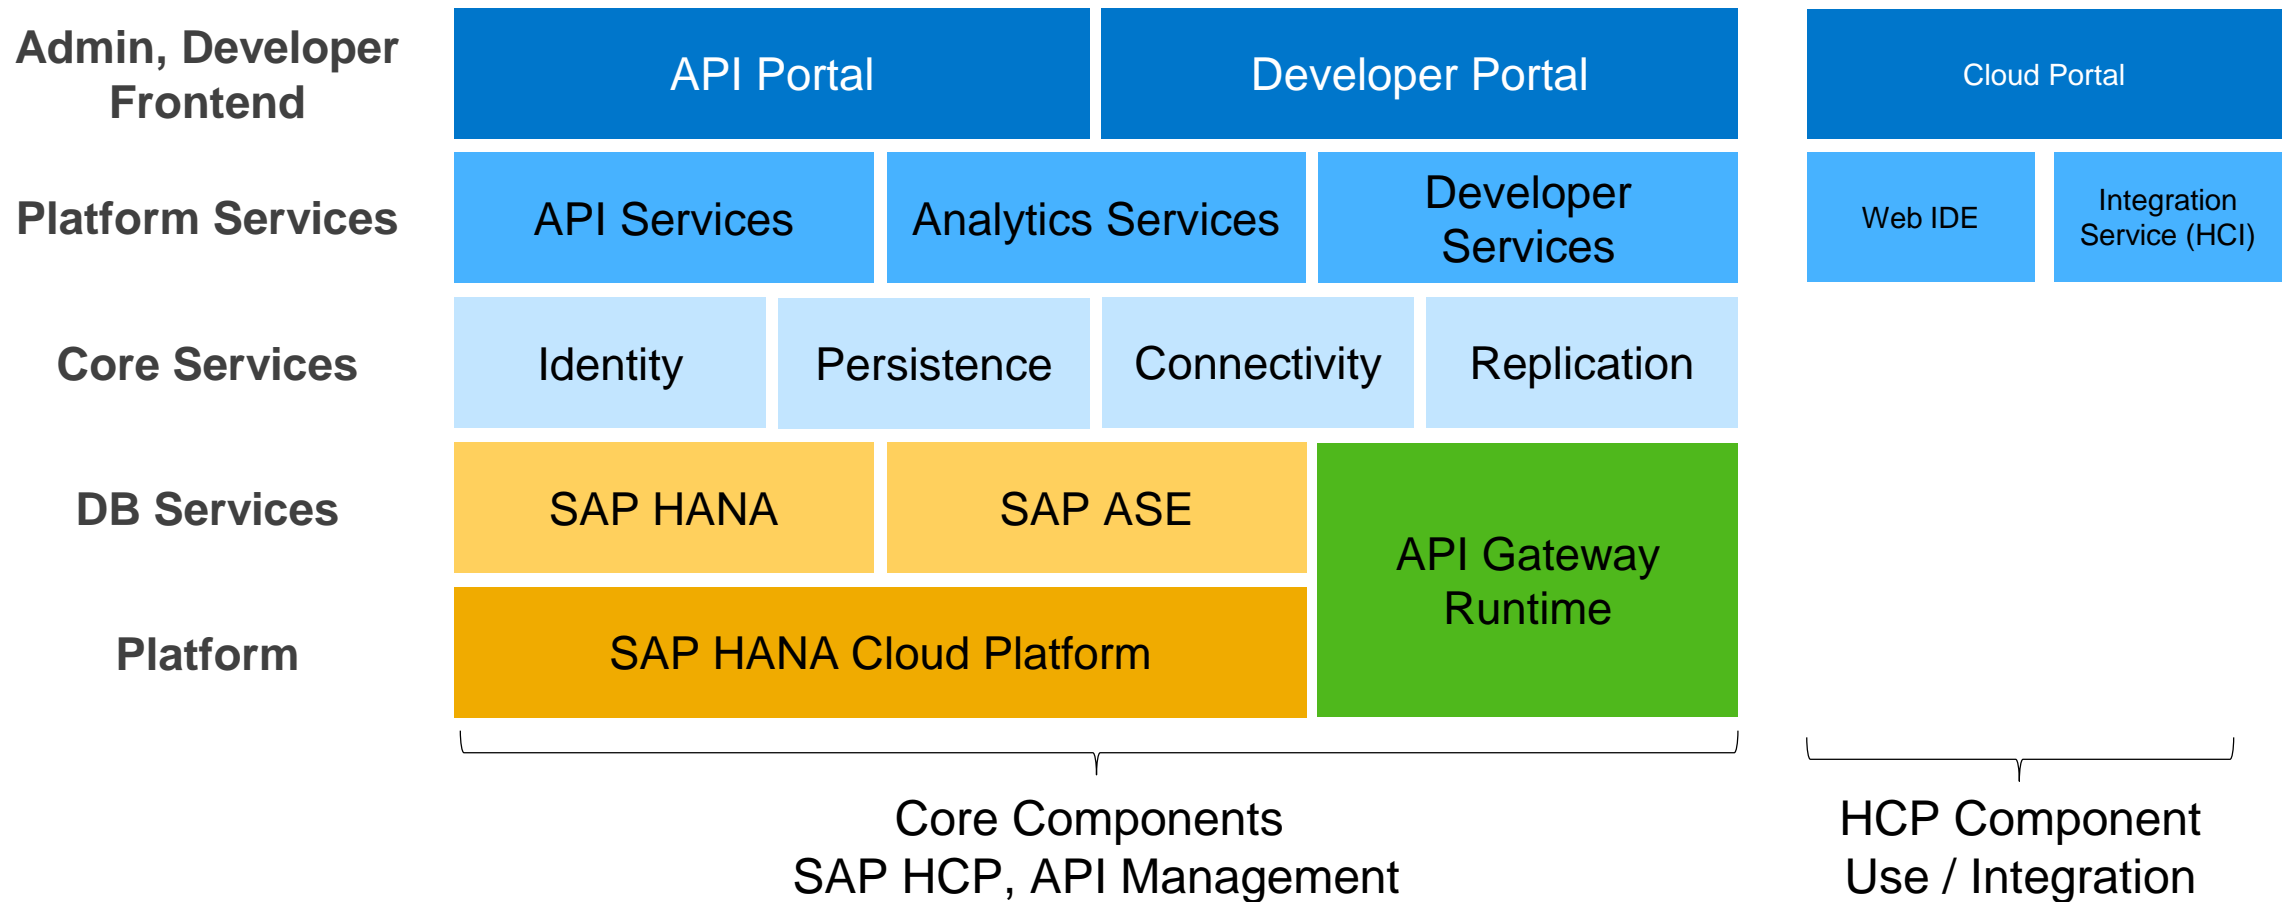 Admin, Developer
Frontend
API Portal
Developer Portal
Cloud Portal
Platform Services
API Services
Analytics Services
Developer
Services
Web IDE
Integration
Service (HCI)
Core Services
Identity
Persistence
Connectivity
Replication
DB Services
SAP HANA
SAP ASE
API Gateway
Runtime
Platform
SAP HANA Cloud Platform
Core Components
SAP HCP, API Management
HCP Component
Use / Integration